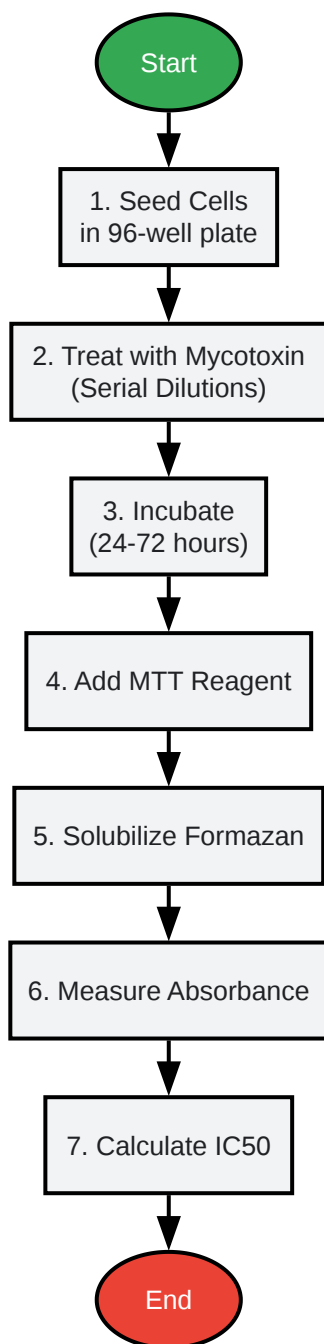 Start
1. Seed Cells
in 96-well plate
2. Treat with Mycotoxin
(Serial Dilutions)
3. Incubate
(24-72 hours)
4. Add MTT Reagent
5. Solubilize Formazan
6. Measure Absorbance
7. Calculate IC50
End